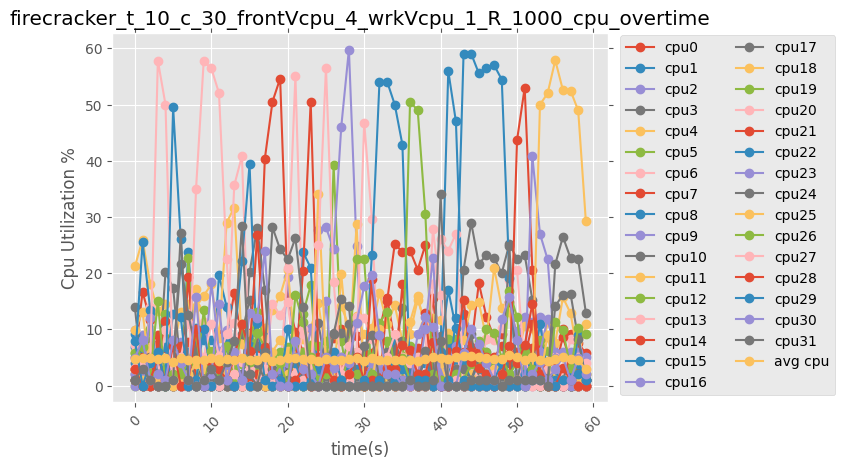 firecracker_t_10_c_30_frontVcpu_4_wrkVcpu_1_R_1000_cpu_overtime
Cpu Utilization %
60
50
40
30
20
10
0
0
10
20
30
40
50
60
time(s)
cpu0
cpu1
cpu2
cpu3
cpu4
cpu5
cpu6
cpu7
cpu8
cpu9
cpu10
cpu11
cpu12
cpu13
cpu14
cpu15
cpu16
cpu17
cpu18
cpu19
cpu20
cpu21
cpu22
cpu23
cpu24
cpu25
cpu26
cpu27
cpu28
cpu29
cpu30
cpu31
avg cpu